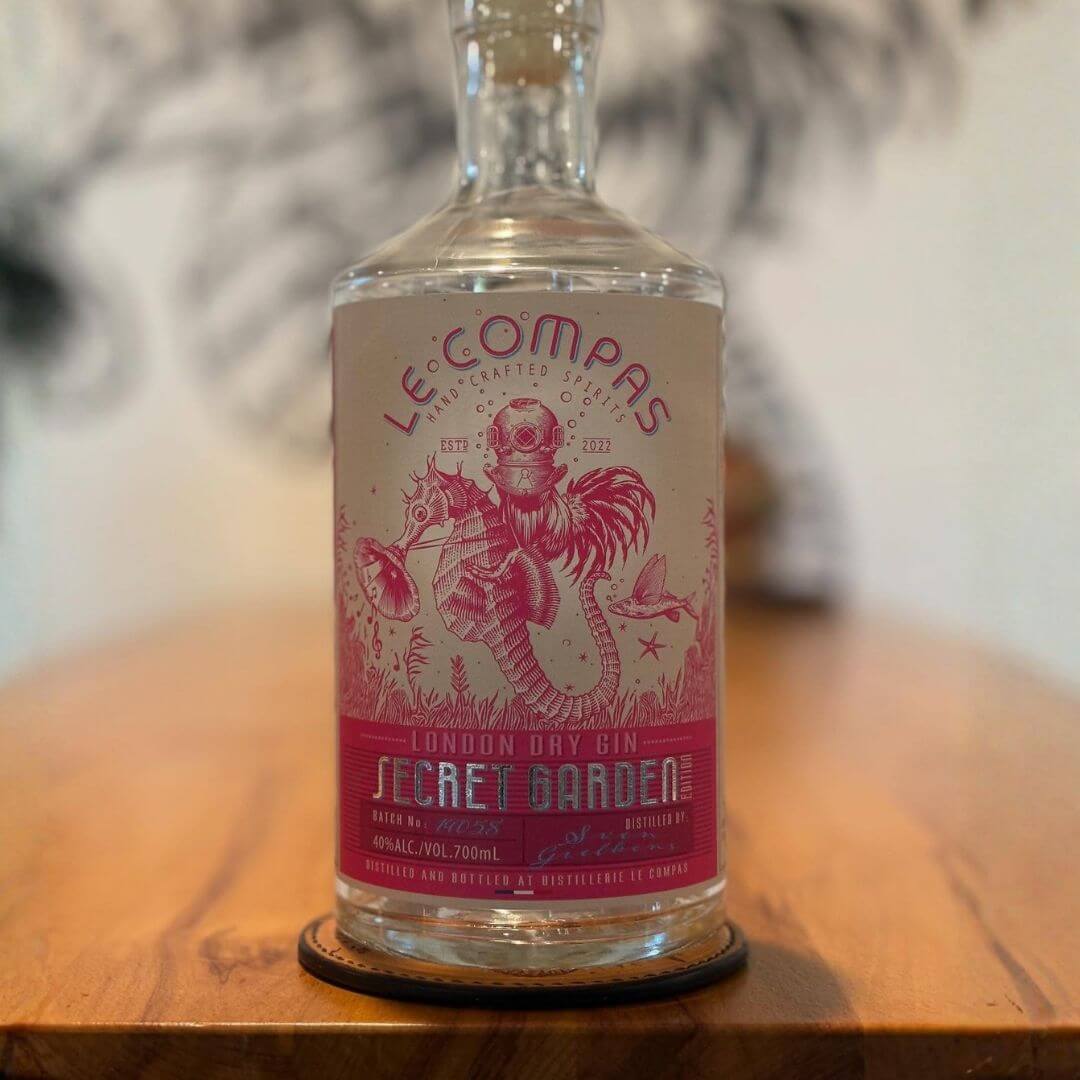 LE COMPAS
HAND CRAFTED SPIRITS
ESTD 2022
LONDON DRY GIN
SECRET GARDEN EDITION
BATCH No:
DISTILLED BY: Sven
40%ALC./VOL.700mL
DISTILLED AND BOTTLED AT DISTILLERIE LE COMPAS